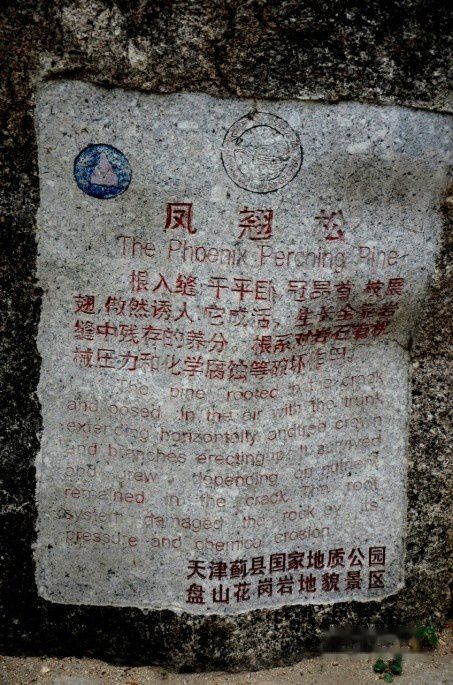 凤翘松
The Phoenix Perching Pine
根入缝,干平卧,冠昂首,枝展
翅,傲然诱人,它成活,生长全靠岩
缝中残存的养分,根系对岩石有机
械压力和化学腐蚀等破坏作用。
The pine rooted in the crack
and posed in the air with the trunk
extending horizontally and tree crown
and branches erecting up. It survived
and grew depending on nutrient
remained in the crack. The root
system damaged the rock by its
pressure and chemical erosion
天津蓟县国家地质公园
盘山花岗岩地貌景区